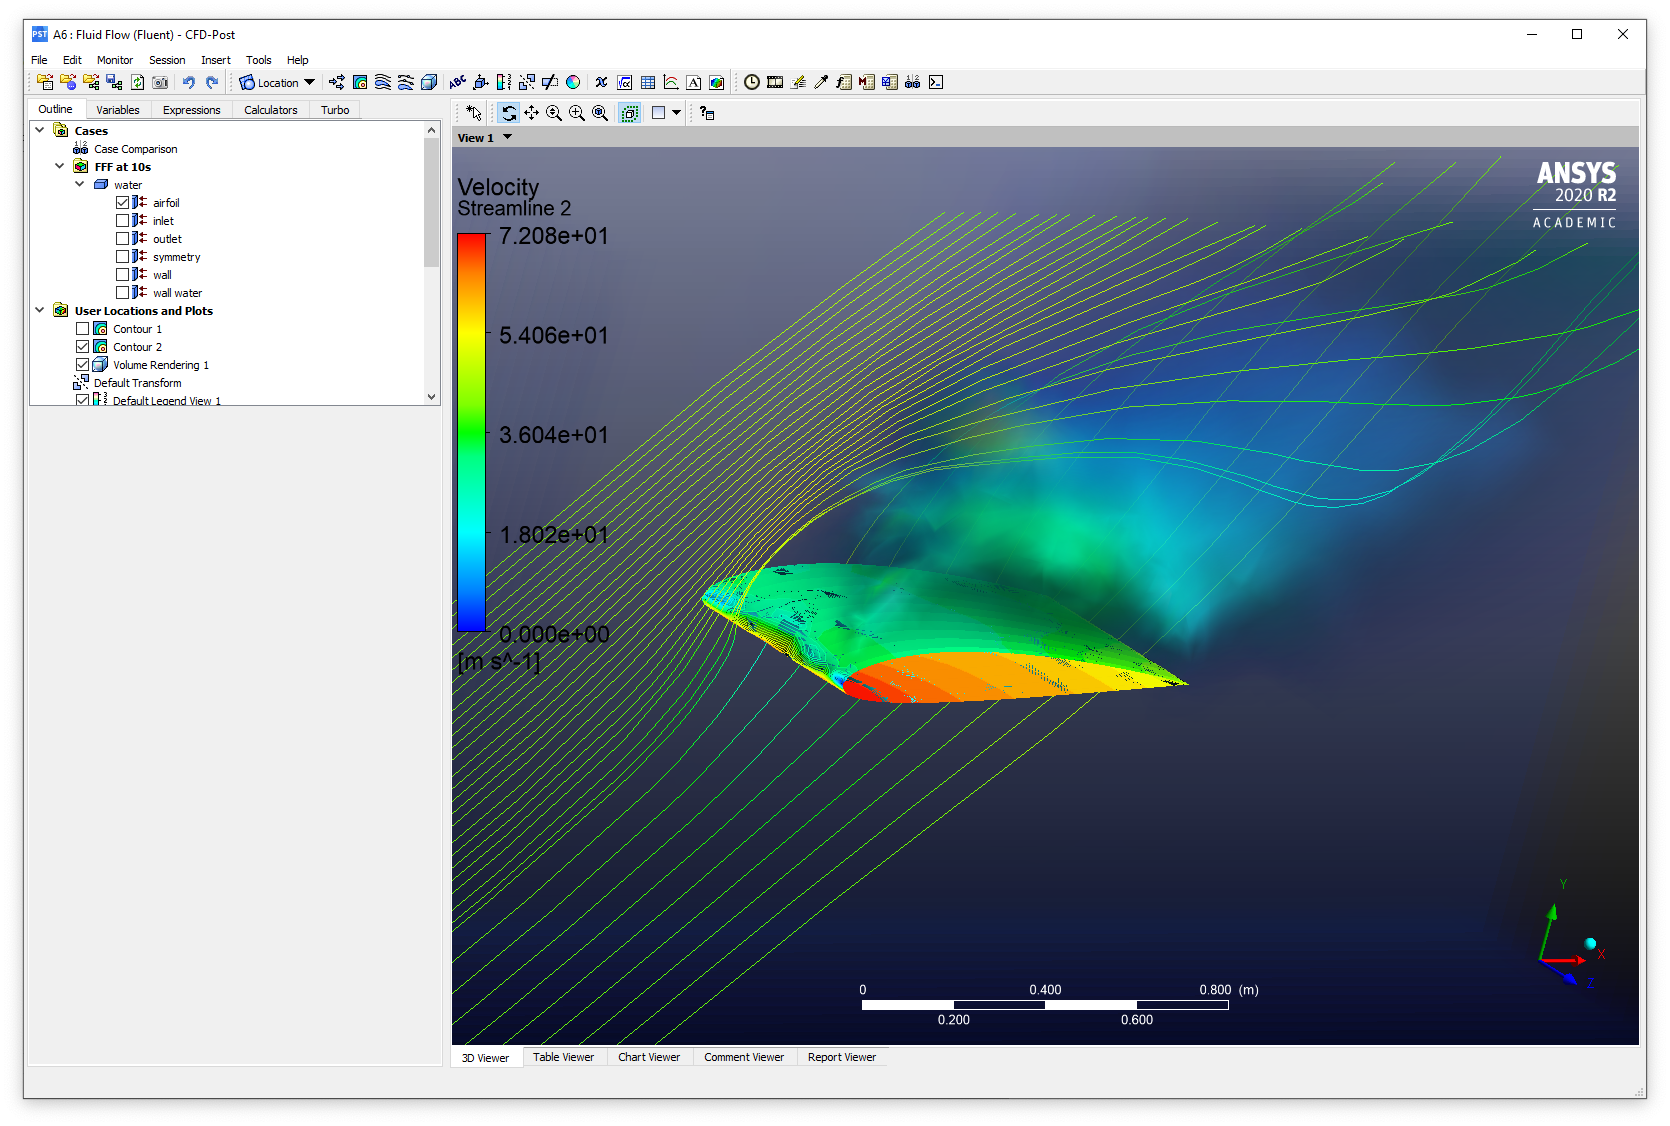 PST A6 : Fluid Flow (Fluent) - CFD-Post
File Edit Monitor Session Insert Tools Help
Location
Outline Variables Expressions Calculators Turbo
Cases
Case Comparison
FFF at 10s
water
airfoil
inlet
outlet
symmetry
wall
wall water
User Locations and Plots
Contour 1
Contour 2
Volume Rendering 1
Default Transform
Default Legend View 1
View 1
Velocity
Streamline 2
7.208e+01
5.406e+01
3.604e+01
1.802e+01
0.000e+00
[m s^-1]
ANSYS
2020 R2
ACADEMIC
Y
X
Z
0 0.400 0.800 (m)
0.200 0.600
3D Viewer Table Viewer Chart Viewer Comment Viewer Report Viewer